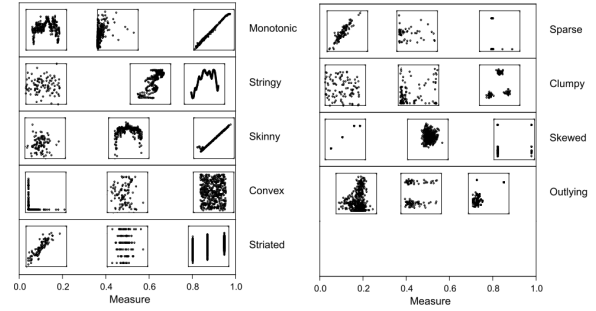 Monotonic
Stringy
Skinny
Convex
Striated
0.0 0.2 0.4 0.6 0.8 1.0
Measure
Sparse
Clumpy
Skewed
Outlying
0.0 0.2 0.4 0.6 0.8 1.0
Measure